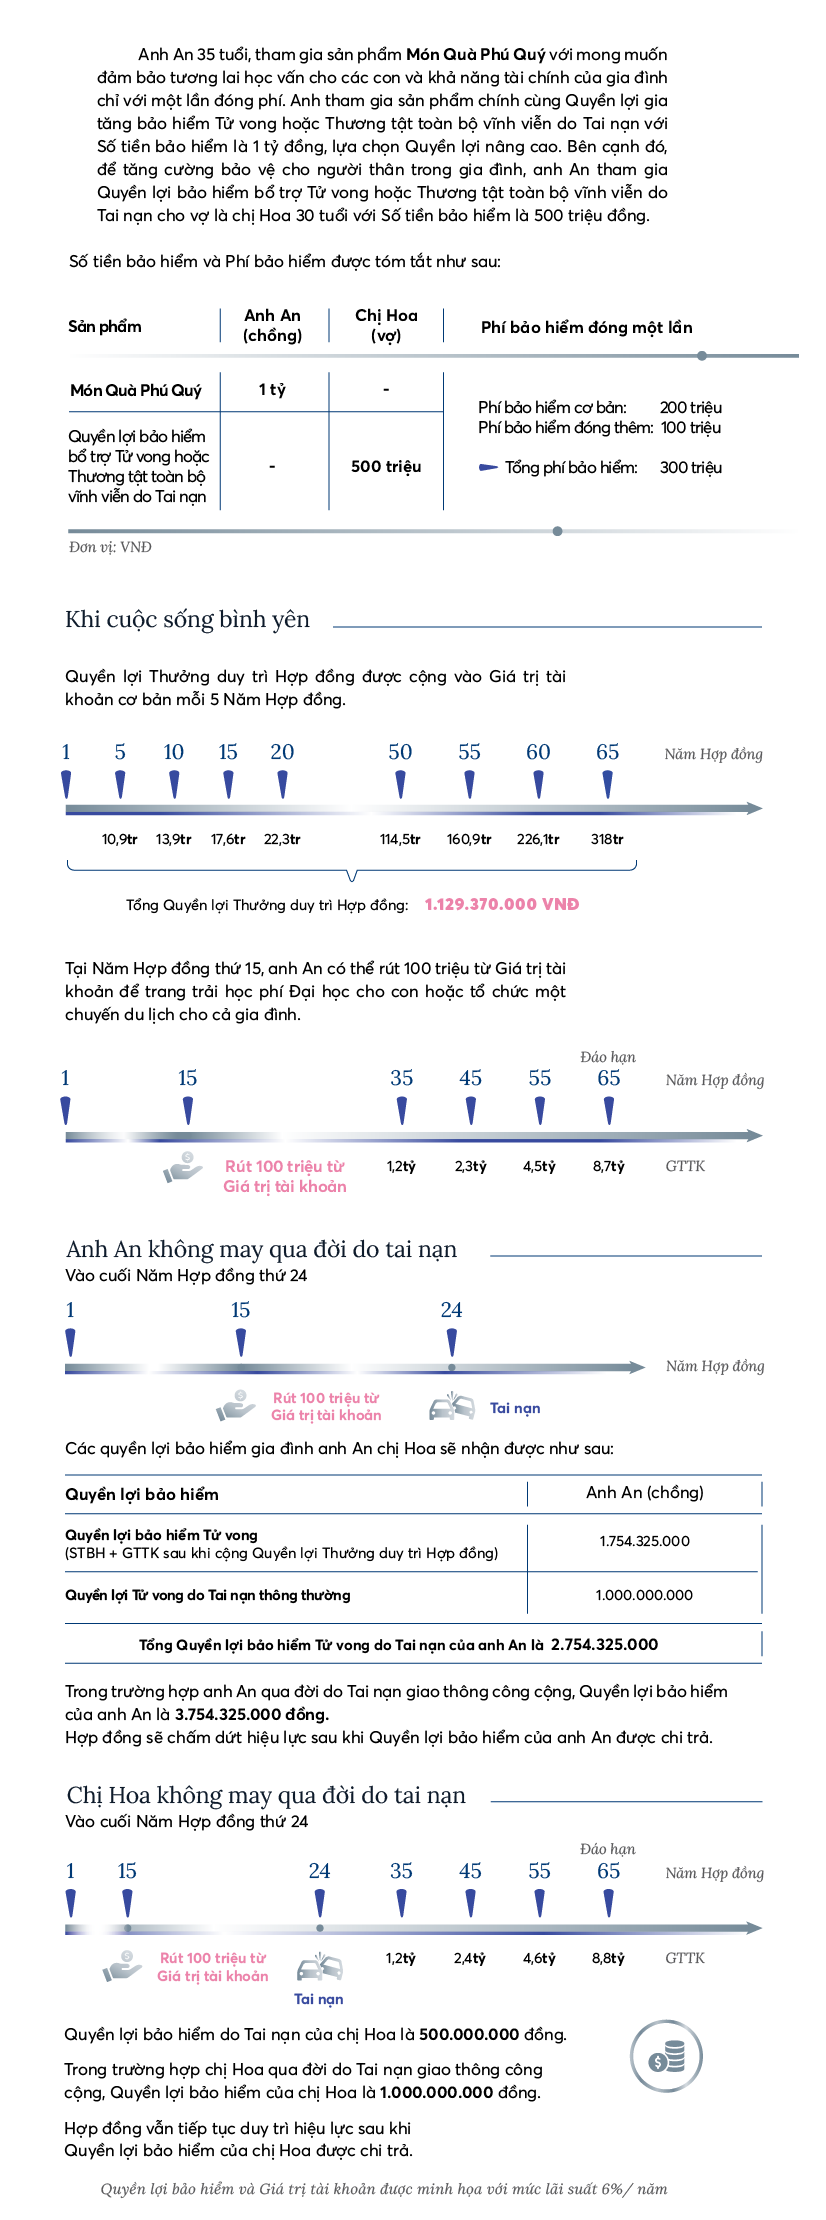 Anh An 35 tuổi, tham gia sản phẩm Món Quà Phú Quý với mong muốn
đảm bảo tương lai học vấn cho các con và khả năng tài chính của gia đình
chỉ với một lần đóng phí. Anh tham gia sản phẩm chính cùng Quyền lợi gia
tăng bảo hiểm Tử vong hoặc Thương tật toàn bộ vĩnh viễn do Tai nạn với
Số tiền bảo hiểm là 1 tỷ đồng, lựa chọn Quyền lợi nâng cao. Bên cạnh đó,
để tăng cường bảo vệ cho người thân trong gia đình, anh An tham gia
Quyền lợi bảo hiểm bổ trợ Tử vong hoặc Thương tật toàn bộ vĩnh viễn do
Tai nạn cho vợ là chị Hoa 30 tuổi với Số tiền bảo hiểm là 500 triệu đồng.
Số tiền bảo hiểm và Phí bảo hiểm được tóm tắt như sau:
Sản phẩm
Anh An
(chồng)
Chị Hoa
(vợ)
Phí bảo hiểm đóng một lần
Món Quà Phú Quý
1 tỷ
-
Quyền lợi bảo hiểm
bổ trợ Tử vong hoặc
Thương tật toàn bộ
vĩnh viễn do Tai nạn
-
500 triệu
Phí bảo hiểm cơ bản: 200 triệu
Phí bảo hiểm đóng thêm: 100 triệu
Tổng phí bảo hiểm: 300 triệu
Đơn vị: VNĐ
Khi cuộc sống bình yên
Quyền lợi Thưởng duy trì Hợp đồng được cộng vào Giá trị tài
khoản cơ bản mỗi 5 Năm Hợp đồng.
1 5 10 15 20 50 55 60 65 Năm Hợp đồng
10,9tr 13,9tr 17,6tr 22,3tr 114,5tr 160,9tr 226,1tr 318tr
Tổng Quyền lợi Thưởng duy trì Hợp đồng: 1.129.370.000 VNĐ
Tại Năm Hợp đồng thứ 15, anh An có thể rút 100 triệu từ Giá trị tài
khoản để trang trải học phí Đại học cho con hoặc tổ chức một
chuyến du lịch cho cả gia đình.
Đáo hạn
1 15 35 45 55 65 Năm Hợp đồng
Rút 100 triệu từ
Giá trị tài khoản
1,2tỷ 2,3tỷ 4,5tỷ 8,7tỷ GTTK
Anh An không may qua đời do tai nạn
Vào cuối Năm Hợp đồng thứ 24
1 15 24
Năm Hợp đồng
Rút 100 triệu từ
Giá trị tài khoản
Tai nạn
Các quyền lợi bảo hiểm gia đình anh An chị Hoa sẽ nhận được như sau:
Quyền lợi bảo hiểm Anh An (chồng)
Quyền lợi bảo hiểm Tử vong
(STBH + GTTK sau khi cộng Quyền lợi Thưởng duy trì Hợp đồng)
1.754.325.000
Quyền lợi Tử vong do Tai nạn thông thường 1.000.000.000
Tổng Quyền lợi bảo hiểm Tử vong do Tai nạn của anh An là 2.754.325.000
Trong trường hợp anh An qua đời do Tai nạn giao thông công cộng, Quyền lợi bảo hiểm
của anh An là 3.754.325.000 đồng.
Hợp đồng sẽ chấm dứt hiệu lực sau khi Quyền lợi bảo hiểm của anh An được chi trả.
Chị Hoa không may qua đời do tai nạn
Vào cuối Năm Hợp đồng thứ 24
Đáo hạn
1 15 24 35 45 55 65 Năm Hợp đồng
Rút 100 triệu từ
Giá trị tài khoản
Tai nạn
1,2tỷ 2,4tỷ 4,6tỷ 8,8tỷ GTTK
Quyền lợi bảo hiểm do Tai nạn của chị Hoa là 500.000.000 đồng.
Trong trường hợp chị Hoa qua đời do Tai nạn giao thông công
cộng, Quyền lợi bảo hiểm của chị Hoa là 1.000.000.000 đồng.
Hợp đồng vẫn tiếp tục duy trì hiệu lực sau khi
Quyền lợi bảo hiểm của chị Hoa được chi trả.
Quyền lợi bảo hiểm và Giá trị tài khoản được minh họa với mức lãi suất 6%/ năm